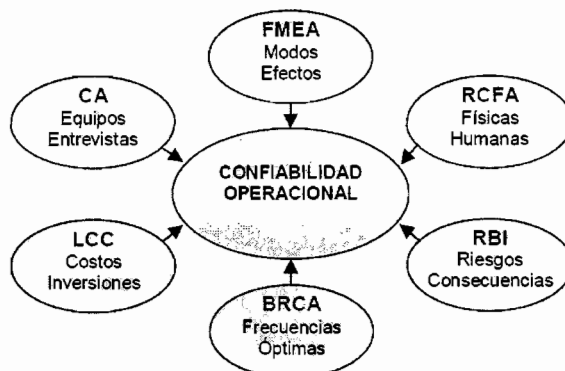 FMEA
Modos
Efectos
CA
Equipos
Entrevistas
RCFA
Físicas
Humanas
CONFIABILIDAD
OPERACIONAL
LCC
Costos
Inversiones
RBI
Riesgos
Consecuencias
BRCA
Frecuencias
Óptimas